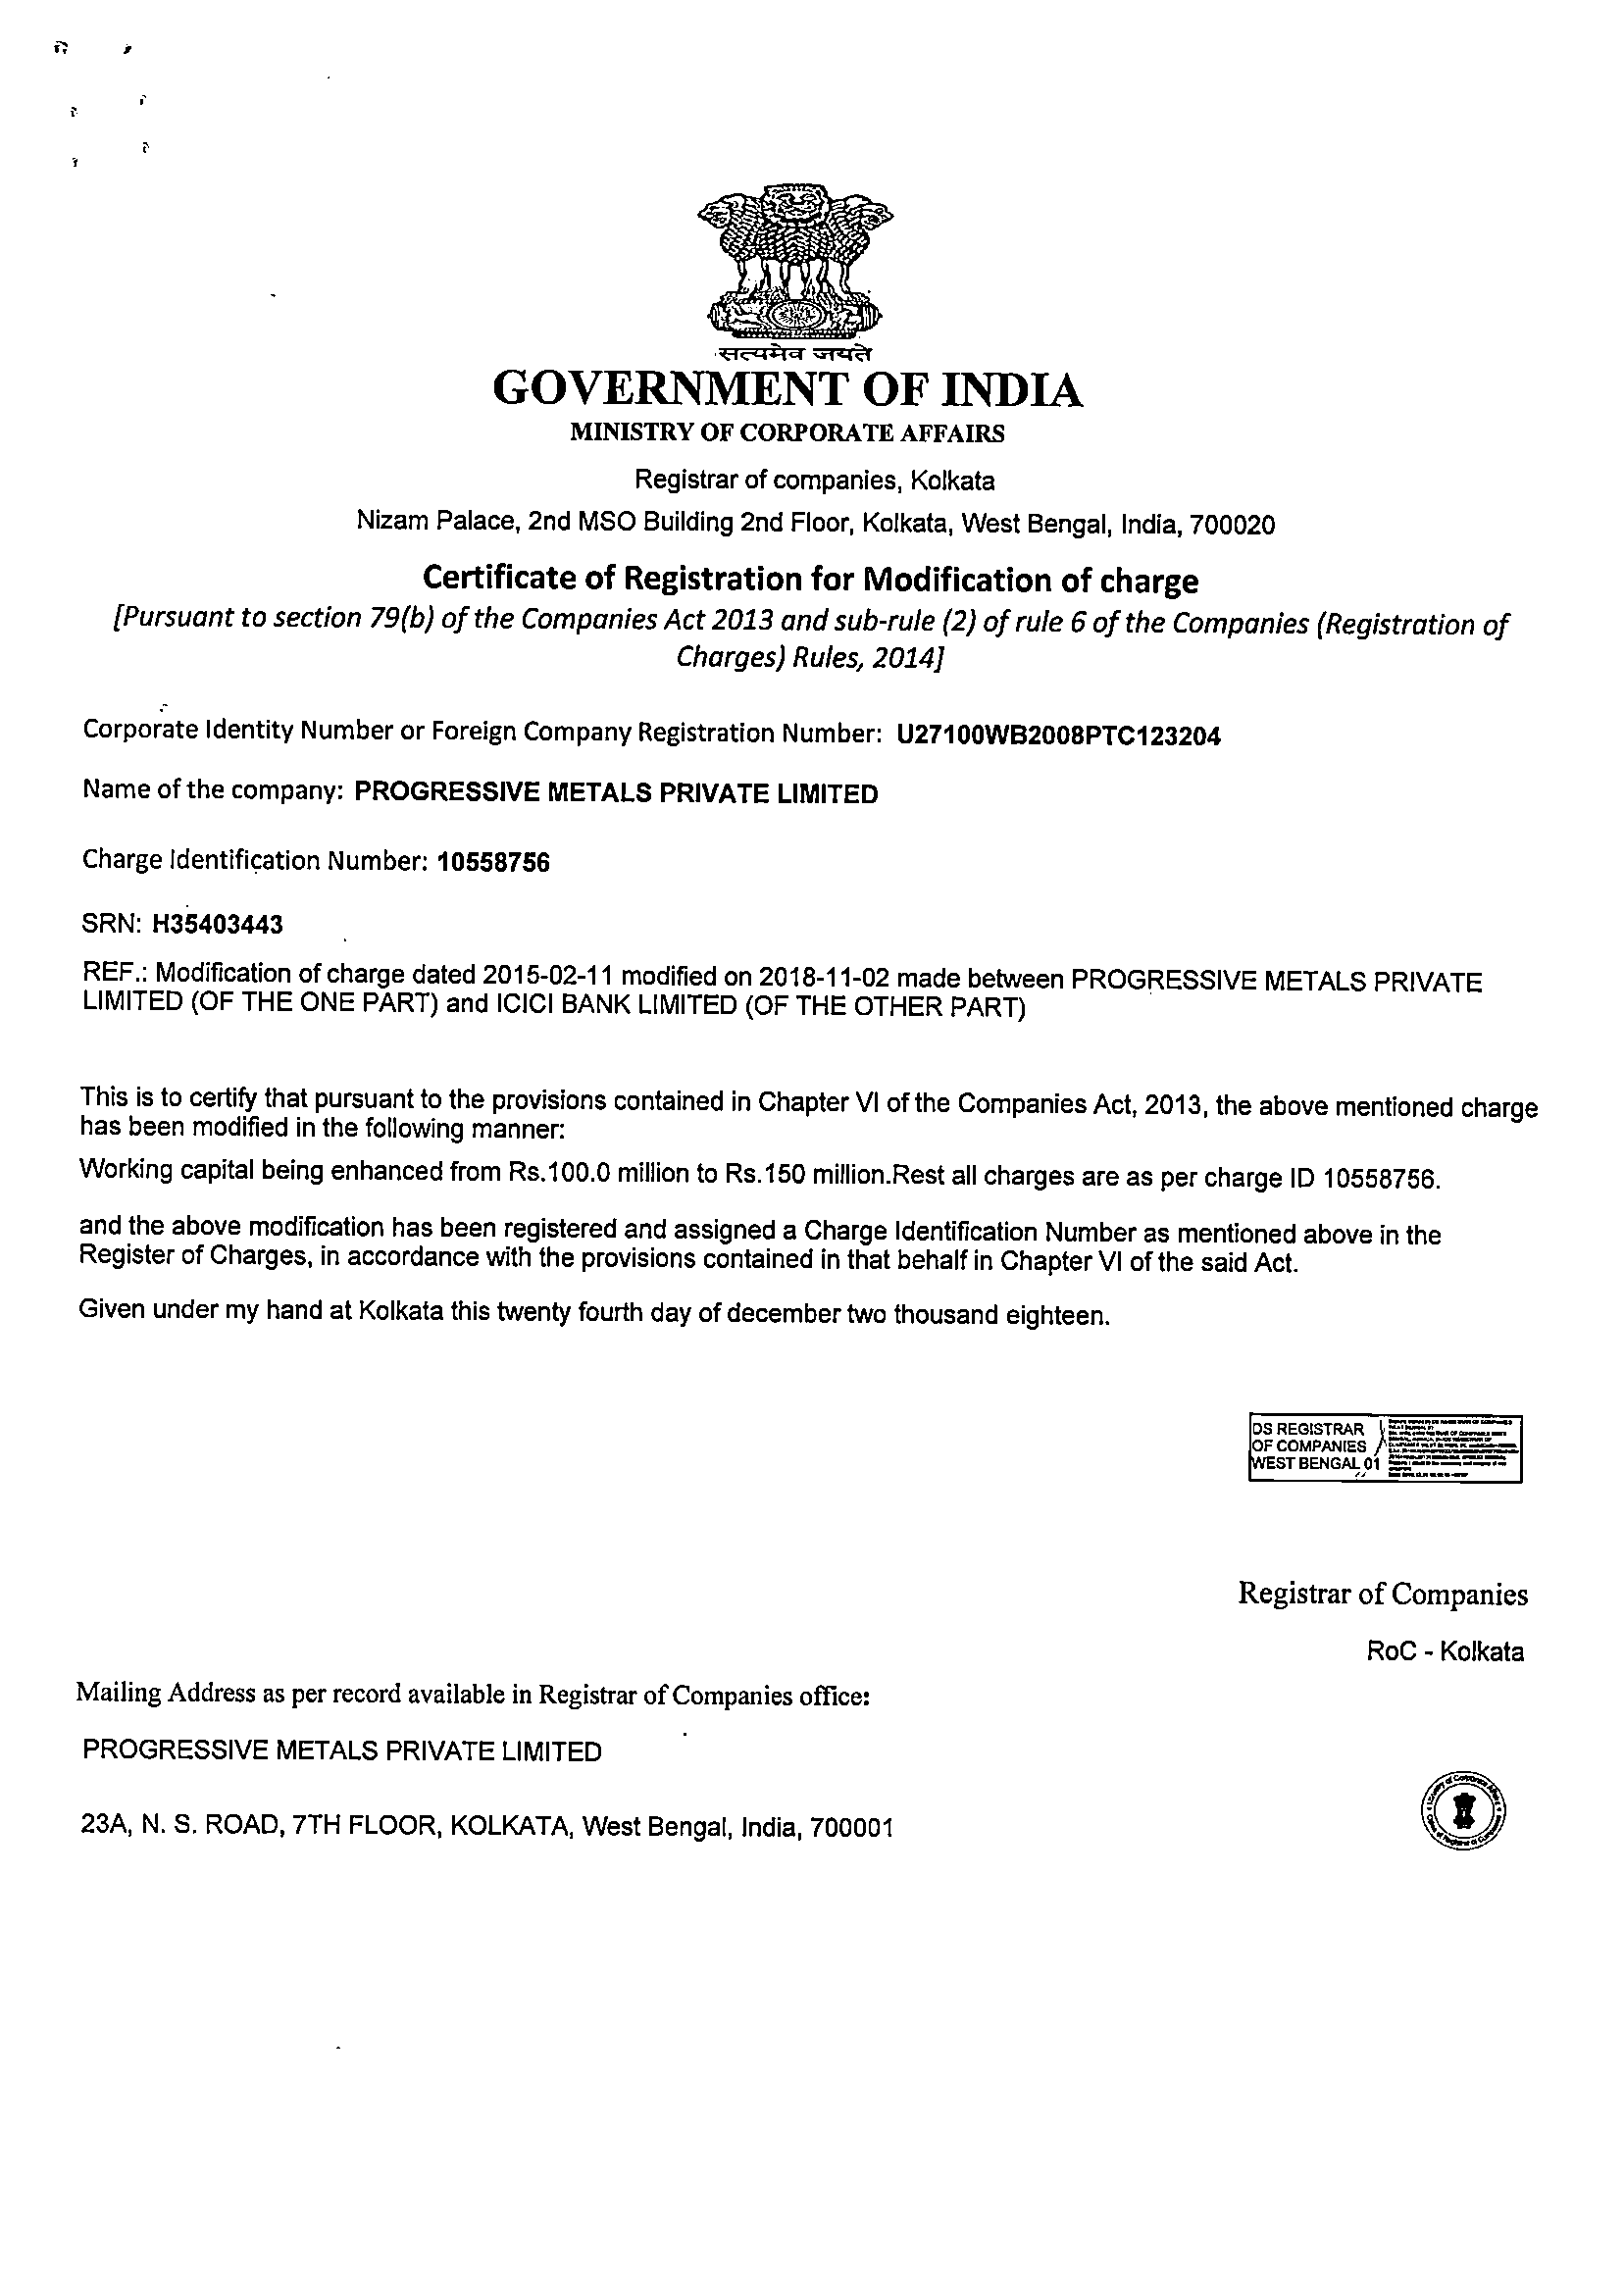 सत्यमेव जयते
GOVERNMENT OF INDIA
MINISTRY OF CORPORATE AFFAIRS
Registrar of companies, Kolkata
Nizam Palace, 2nd MSO Building 2nd Floor, Kolkata, West Bengal, India, 700020
Certificate of Registration for Modification of charge
[Pursuant to section 79(b) of the Companies Act 2013 and sub-rule (2) of rule 6 of the Companies (Registration of
Charges) Rules, 2014]
Corporate Identity Number or Foreign Company Registration Number: U27100WB2008PTC123204
Name of the company: PROGRESSIVE METALS PRIVATE LIMITED
Charge Identification Number: 10558756
SRN: H35403443
REF.: Modification of charge dated 2015-02-11 modified on 2018-11-02 made between PROGRESSIVE METALS PRIVATE
LIMITED (OF THE ONE PART) and ICICI BANK LIMITED (OF THE OTHER PART)
This is to certify that pursuant to the provisions contained in Chapter VI of the Companies Act, 2013, the above mentioned charge
has been modified in the following manner:
Working capital being enhanced from Rs.100.0 million to Rs.150 million.Rest all charges are as per charge ID 10558756.
and the above modification has been registered and assigned a Charge Identification Number as mentioned above in the
Register of Charges, in accordance with the provisions contained in that behalf in Chapter VI of the said Act.
Given under my hand at Kolkata this twenty fourth day of december two thousand eighteen.
DS REGISTRAR
OF COMPANIES
WEST BENGAL 01
Registrar of Companies
RoC - Kolkata
Mailing Address as per record available in Registrar of Companies office:
PROGRESSIVE METALS PRIVATE LIMITED
23A, N. S. ROAD, 7TH FLOOR, KOLKATA, West Bengal, India, 700001